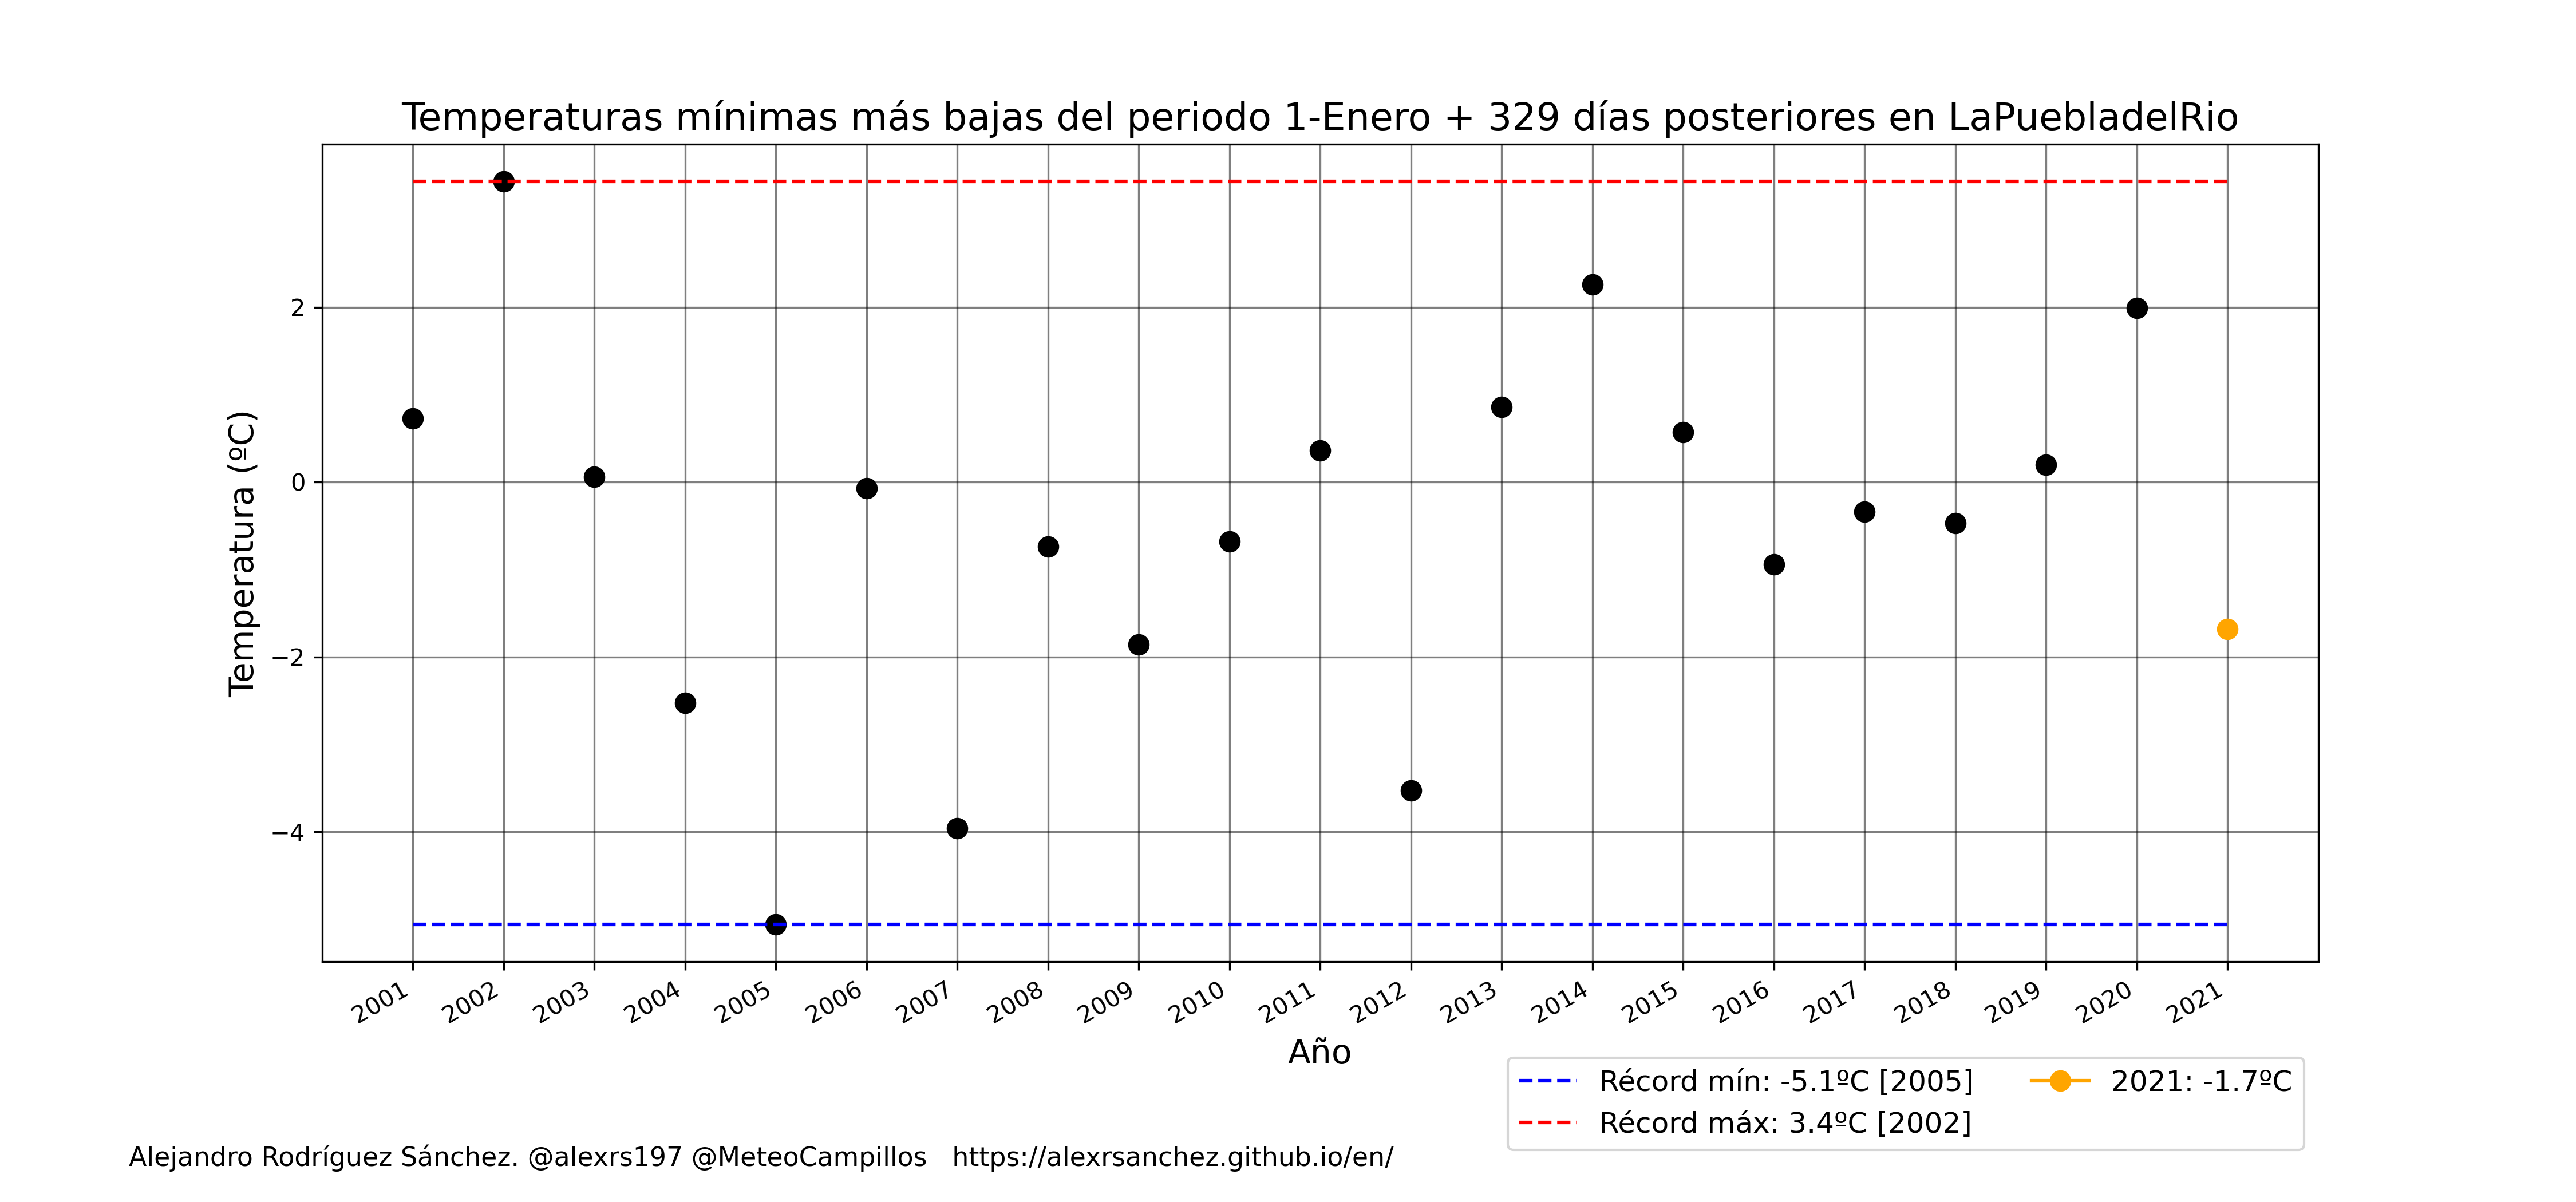 Temperaturas mínimas más bajas del periodo 1-Enero + 329 días posteriores en LaPuebladelRio
Temperatura (ºC)
2
0
−2
−4
2001 2002 2003 2004 2005 2006 2007 2008 2009 2010 2011 2012 2013 2014 2015 2016 2017 2018 2019 2020 2021
Año
Récord mín: -5.1ºC [2005]
Récord máx: 3.4ºC [2002]
2021: -1.7ºC
Alejandro Rodríguez Sánchez. @alexrs197 @MeteoCampillos https://alexrsanchez.github.io/en/